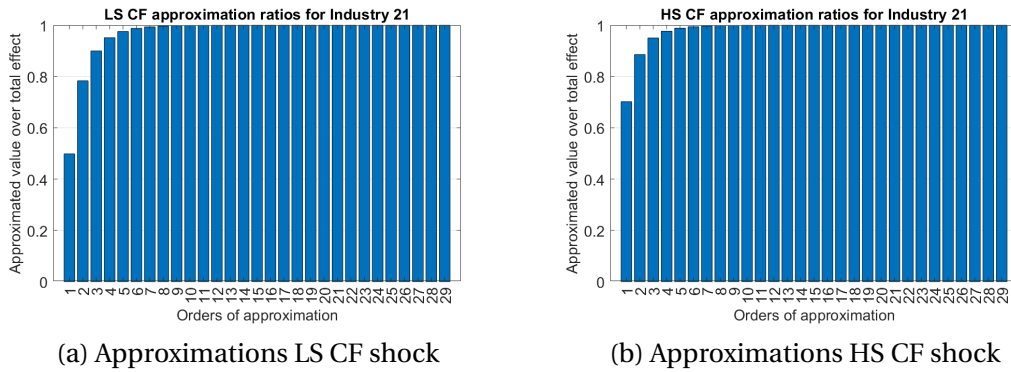 LS CF approximation ratios for Industry 21
Approximated value over total effect
1
0.8
0.6
0.4
0.2
0
1 2 3 4 5 6 7 8 9 10 11 12 13 14 15 16 17 18 19 20 21 22 23 24 25 26 27 28 29
Orders of approximation
(a) Approximations LS CF shock
HS CF approximation ratios for Industry 21
Approximated value over total effect
1
0.8
0.6
0.4
0.2
0
1 2 3 4 5 6 7 8 9 10 11 12 13 14 15 16 17 18 19 20 21 22 23 24 25 26 27 28 29
Orders of approximation
(b) Approximations HS CF shock